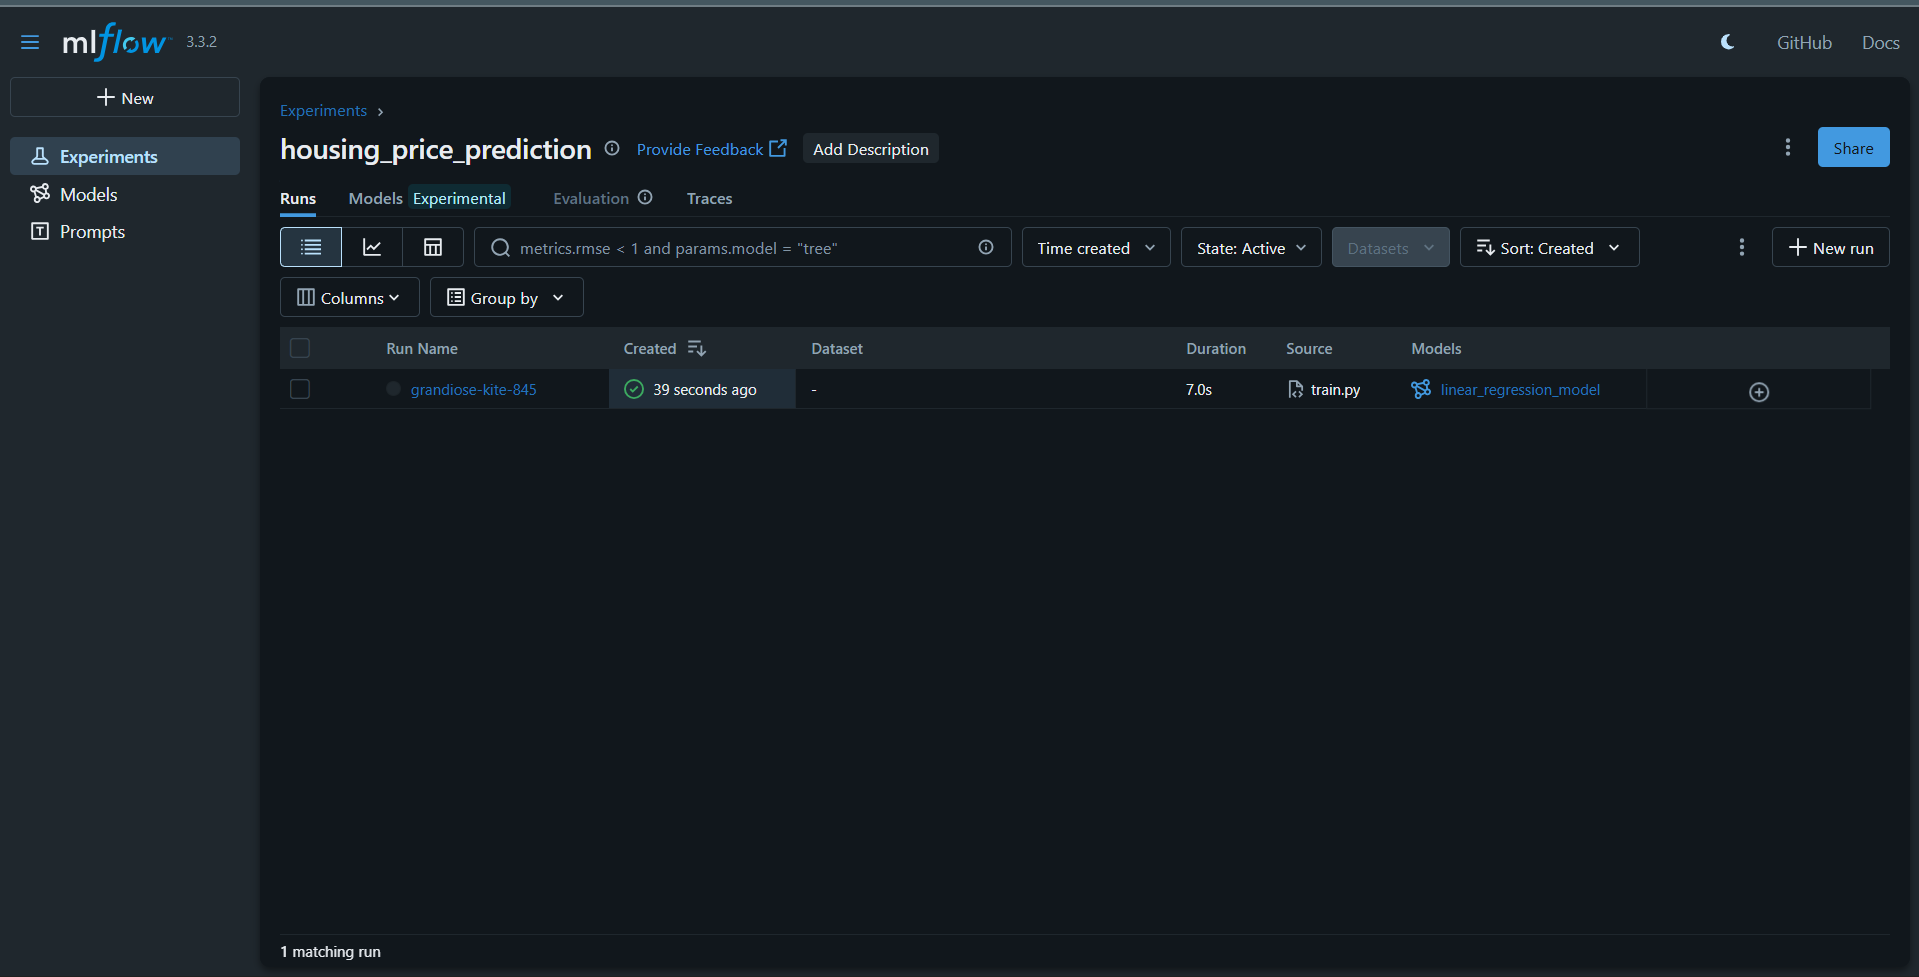 mlflow™ 3.3.2
GitHub Docs
+ New
Experiments
Models
Prompts
Experiments ›
housing_price_prediction Provide Feedback Add Description
Share
Runs Models Experimental Evaluation Traces
metrics.rmse < 1 and params.model = "tree" Time created State: Active Datasets Sort: Created + New run
Columns Group by
Run Name Created Dataset Duration Source Models
grandiose-kite-845 39 seconds ago - 7.0s train.py linear_regression_model
1 matching run